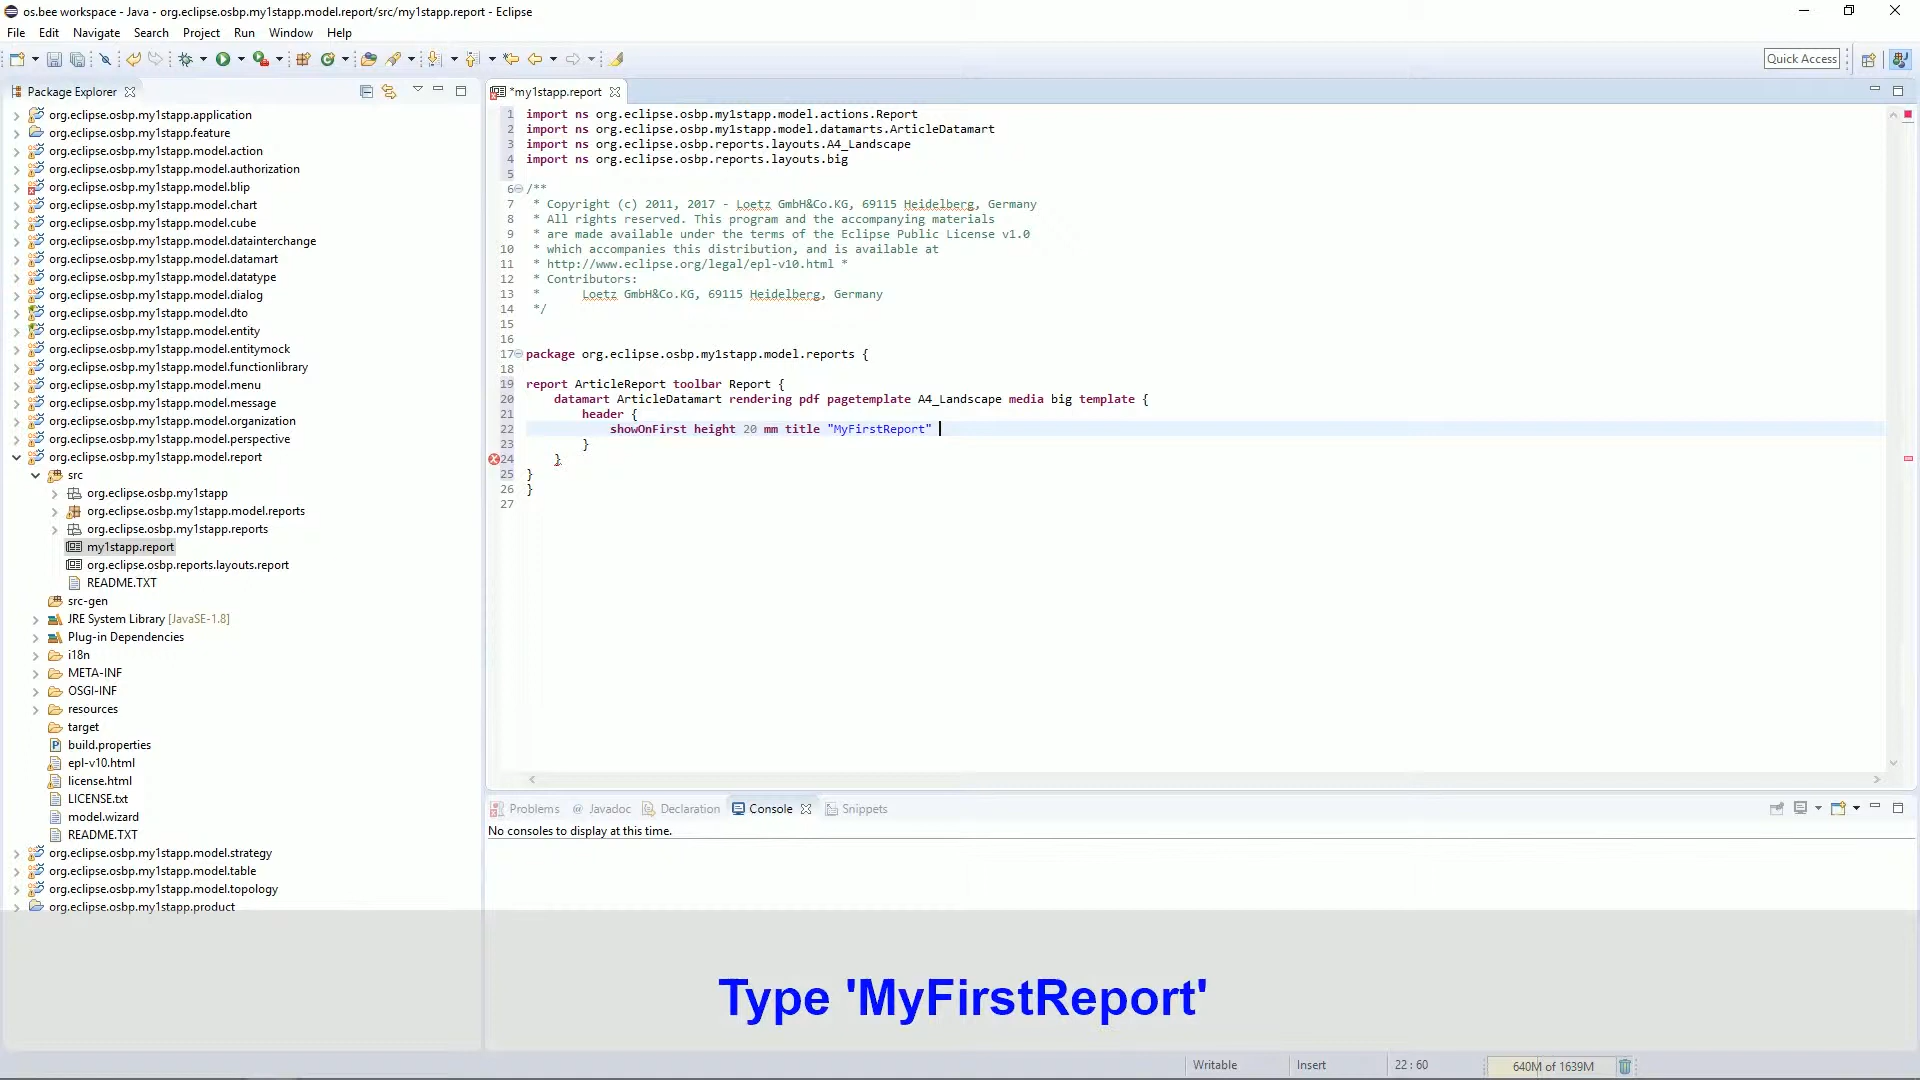 os.bee workspace - Java - org.eclipse.osbp.my1stapp.model.report/src/my1stapp.report - Eclipse
File Edit Navigate Search Project Run Window Help
Quick Access
Package Explorer
org.eclipse.osbp.my1stapp.application
org.eclipse.osbp.my1stapp.feature
org.eclipse.osbp.my1stapp.model.action
org.eclipse.osbp.my1stapp.model.authorization
org.eclipse.osbp.my1stapp.model.blip
org.eclipse.osbp.my1stapp.model.chart
org.eclipse.osbp.my1stapp.model.cube
org.eclipse.osbp.my1stapp.model.datainterchange
org.eclipse.osbp.my1stapp.model.datamart
org.eclipse.osbp.my1stapp.model.datatype
org.eclipse.osbp.my1stapp.model.dialog
org.eclipse.osbp.my1stapp.model.dto
org.eclipse.osbp.my1stapp.model.entity
org.eclipse.osbp.my1stapp.model.entitymock
org.eclipse.osbp.my1stapp.model.functionlibrary
org.eclipse.osbp.my1stapp.model.menu
org.eclipse.osbp.my1stapp.model.message
org.eclipse.osbp.my1stapp.model.organization
org.eclipse.osbp.my1stapp.model.perspective
org.eclipse.osbp.my1stapp.model.report
src
org.eclipse.osbp.my1stapp
org.eclipse.osbp.my1stapp.model.reports
org.eclipse.osbp.my1stapp.reports
my1stapp.report
org.eclipse.osbp.reports.layouts.report
README.TXT
src-gen
JRE System Library [JavaSE-1.8]
Plug-in Dependencies
i18n
META-INF
OSGI-INF
resources
target
build.properties
epl-v10.html
license.html
LICENSE.txt
model.wizard
README.TXT
org.eclipse.osbp.my1stapp.model.strategy
org.eclipse.osbp.my1stapp.model.table
org.eclipse.osbp.my1stapp.model.topology
org.eclipse.osbp.my1stapp.product
*my1stapp.report
1 import ns org.eclipse.osbp.my1stapp.model.actions.Report
2 import ns org.eclipse.osbp.my1stapp.model.datamarts.ArticleDatamart
3 import ns org.eclipse.osbp.reports.layouts.A4_Landscape
4 import ns org.eclipse.osbp.reports.layouts.big
5
6 /**
7 * Copyright (c) 2011, 2017 - Loetz GmbH&Co.KG, 69115 Heidelberg, Germany
8 * All rights reserved. This program and the accompanying materials
9 * are made available under the terms of the Eclipse Public License v1.0
10 * which accompanies this distribution, and is available at
11 * http://www.eclipse.org/legal/epl-v10.html *
12 * Contributors:
13 * Loetz GmbH&Co.KG, 69115 Heidelberg, Germany
14 */
15
16
17 package org.eclipse.osbp.my1stapp.model.reports {
18
19 report ArticleReport toolbar Report {
20 datamart ArticleDatamart rendering pdf pagetemplate A4_Landscape media big template {
21 header {
22 showOnFirst height 20 mm title "MyFirstReport"
23 }
24 }
25 }
26 }
27
Problems @ Javadoc Declaration Console Snippets
No consoles to display at this time.
Type 'MyFirstReport'
Writable Insert 22 : 60 640M of 1639M